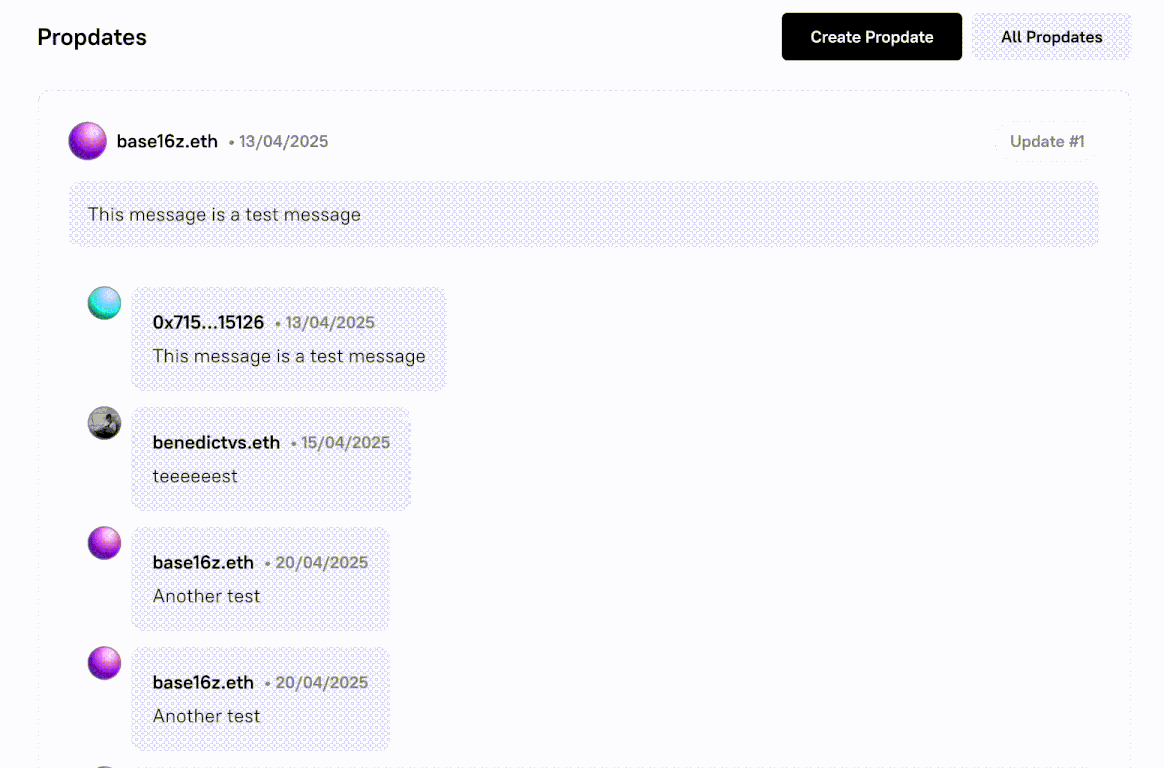 Propdates
Create Propdate
All Propdates
base16z.eth • 13/04/2025
Update #1
This message is a test message
0x715...15126 • 13/04/2025
This message is a test message
benedictvs.eth • 15/04/2025
teeeeeest
base16z.eth • 20/04/2025
Another test
base16z.eth • 20/04/2025
Another test